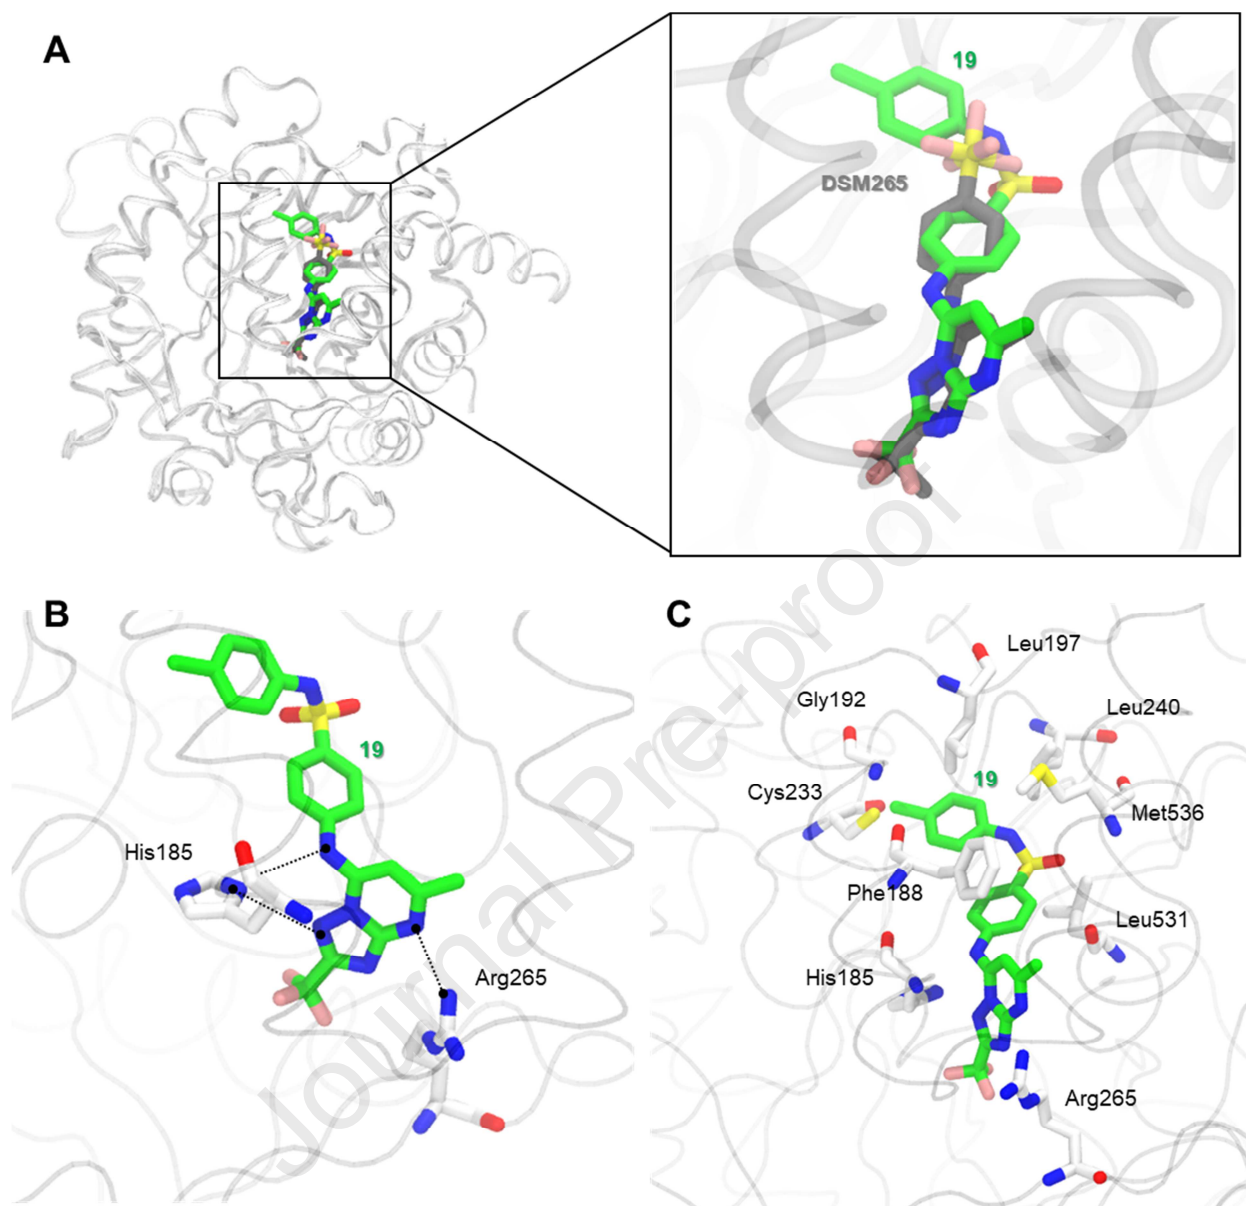 A
19
DSM265
B
19
His185
Arg265
C
Leu197
Gly192
Leu240
19
Cys233
Met536
Phe188
Leu531
His185
Arg265
Journal Pre-proof